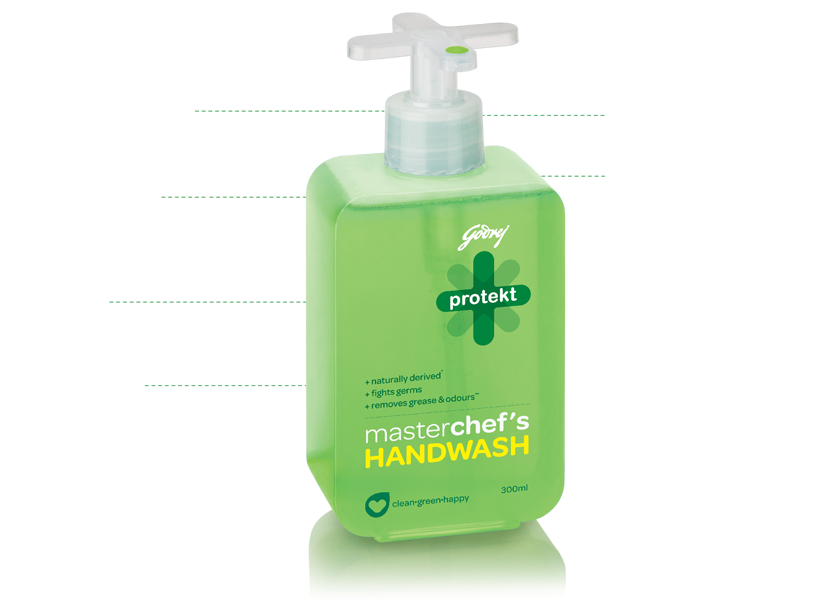 Godrej
protekt
+ naturally derived*
+ fights germs
+ removes grease & odours**
masterchef's
HANDWASH
300ml
clean•green•happy